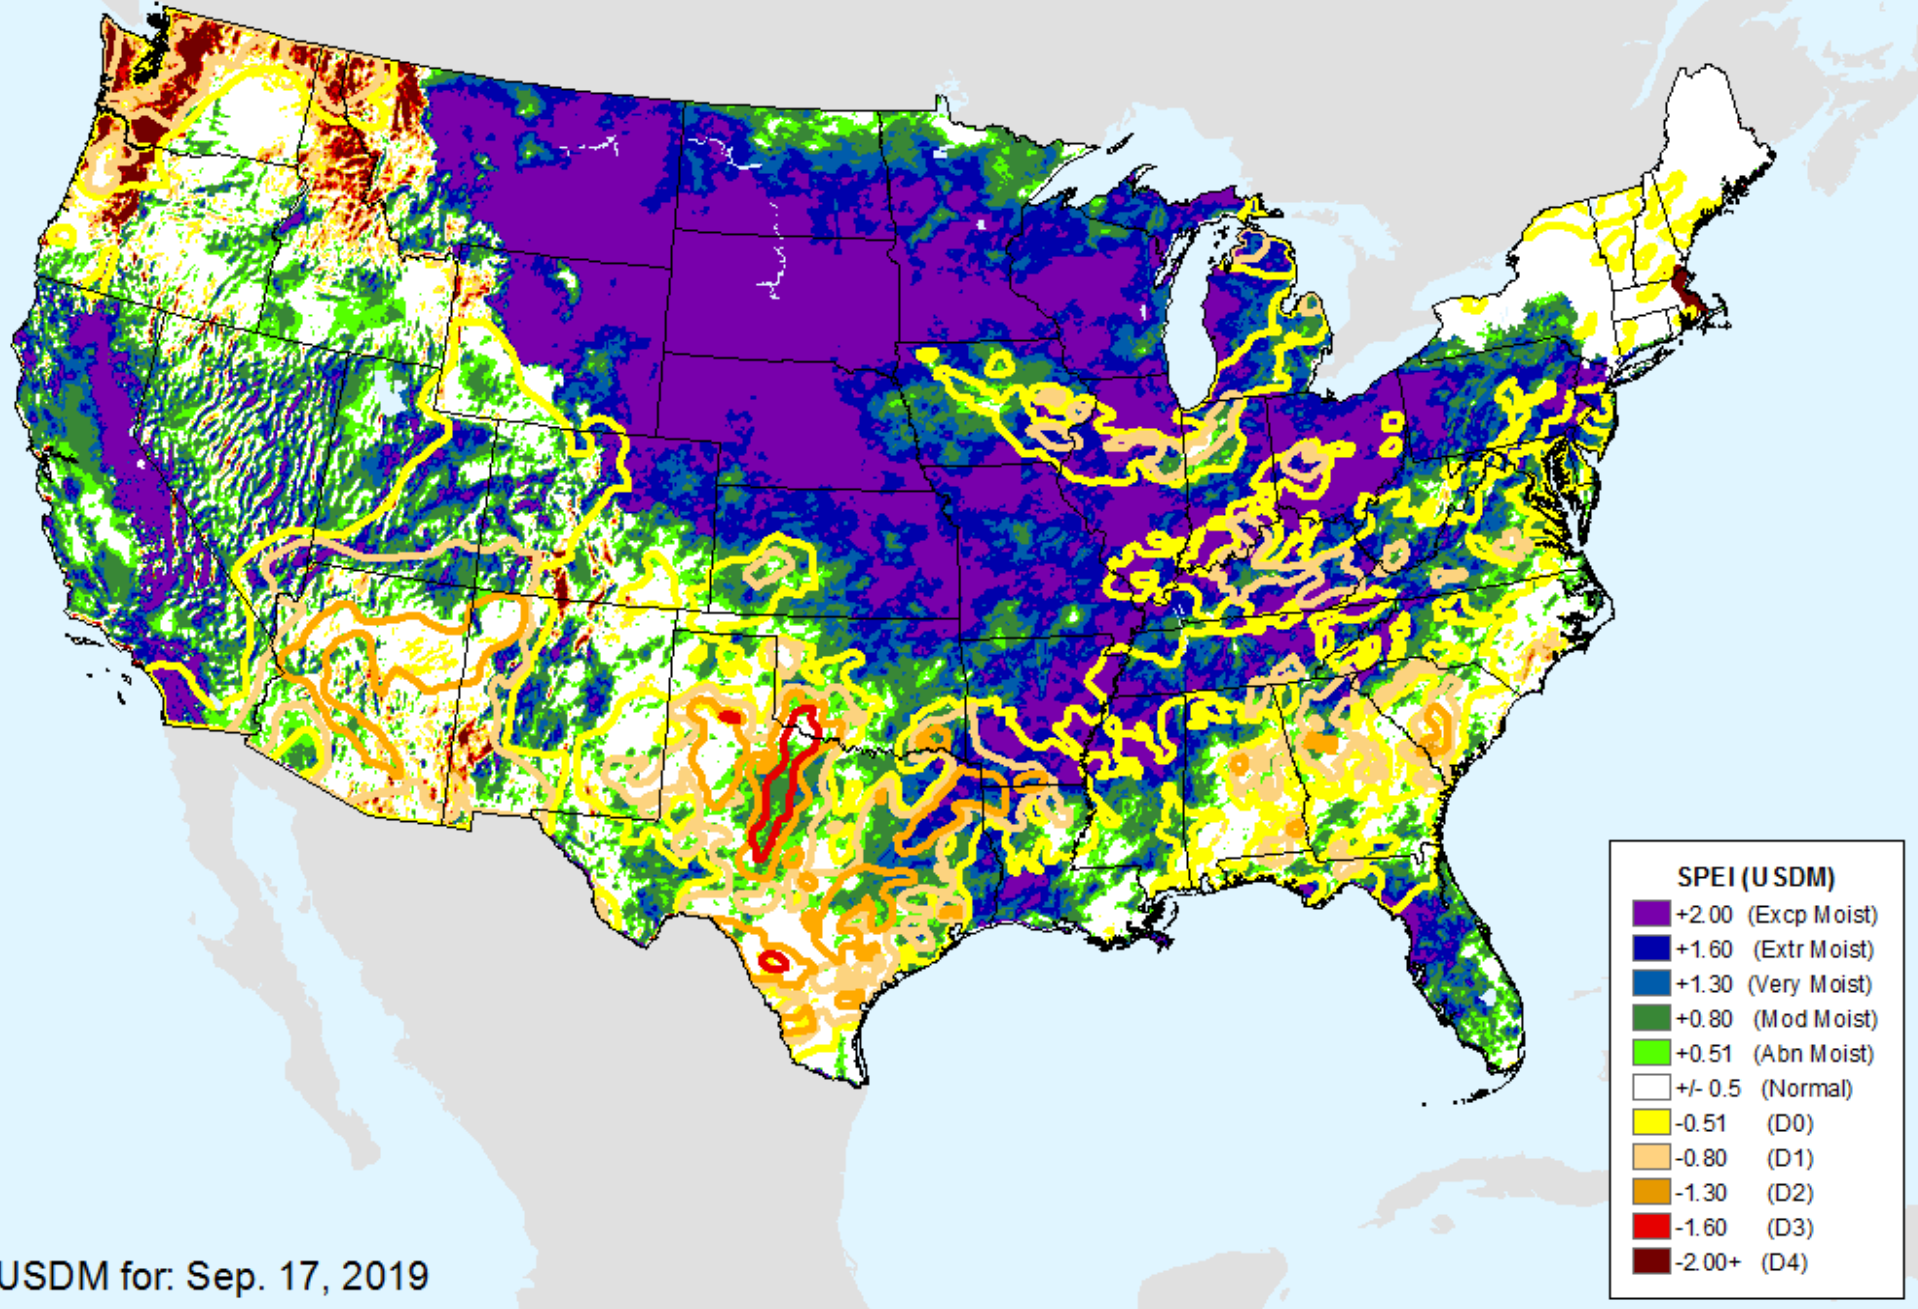 SPEI (USDM)
+2.00 (Excp Moist)
+1.60 (Extr Moist)
+1.30 (Very Moist)
+0.80 (Mod Moist)
+0.51 (Abn Moist)
+/- 0.5 (Normal)
-0.51 (D0)
-0.80 (D1)
-1.30 (D2)
-1.60 (D3)
-2.00+ (D4)
USDM for: Sep. 17, 2019